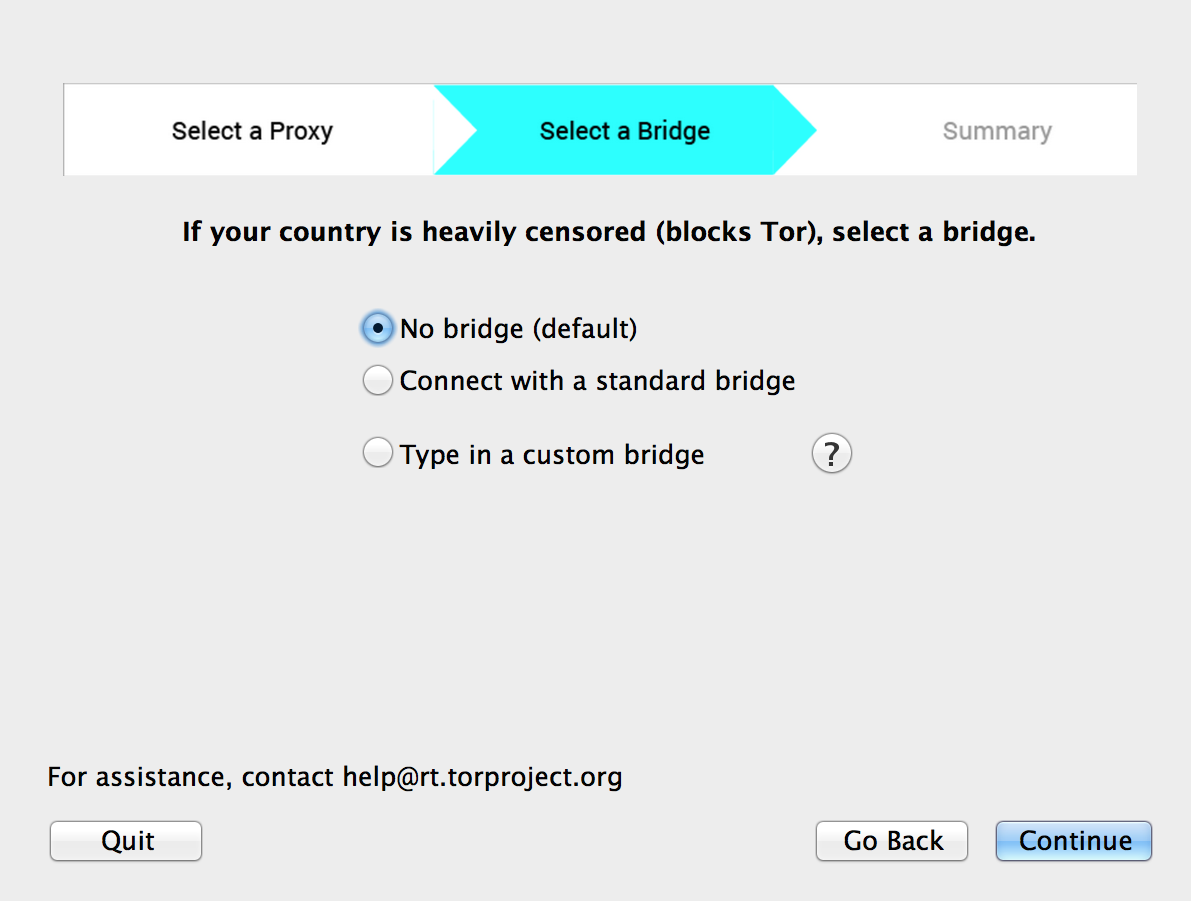 Select a Proxy
Select a Bridge
Summary
If your country is heavily censored (blocks Tor), select a bridge.
No bridge (default)
Connect with a standard bridge
Type in a custom bridge
?
For assistance, contact help@rt.torproject.org
Quit
Go Back
Continue